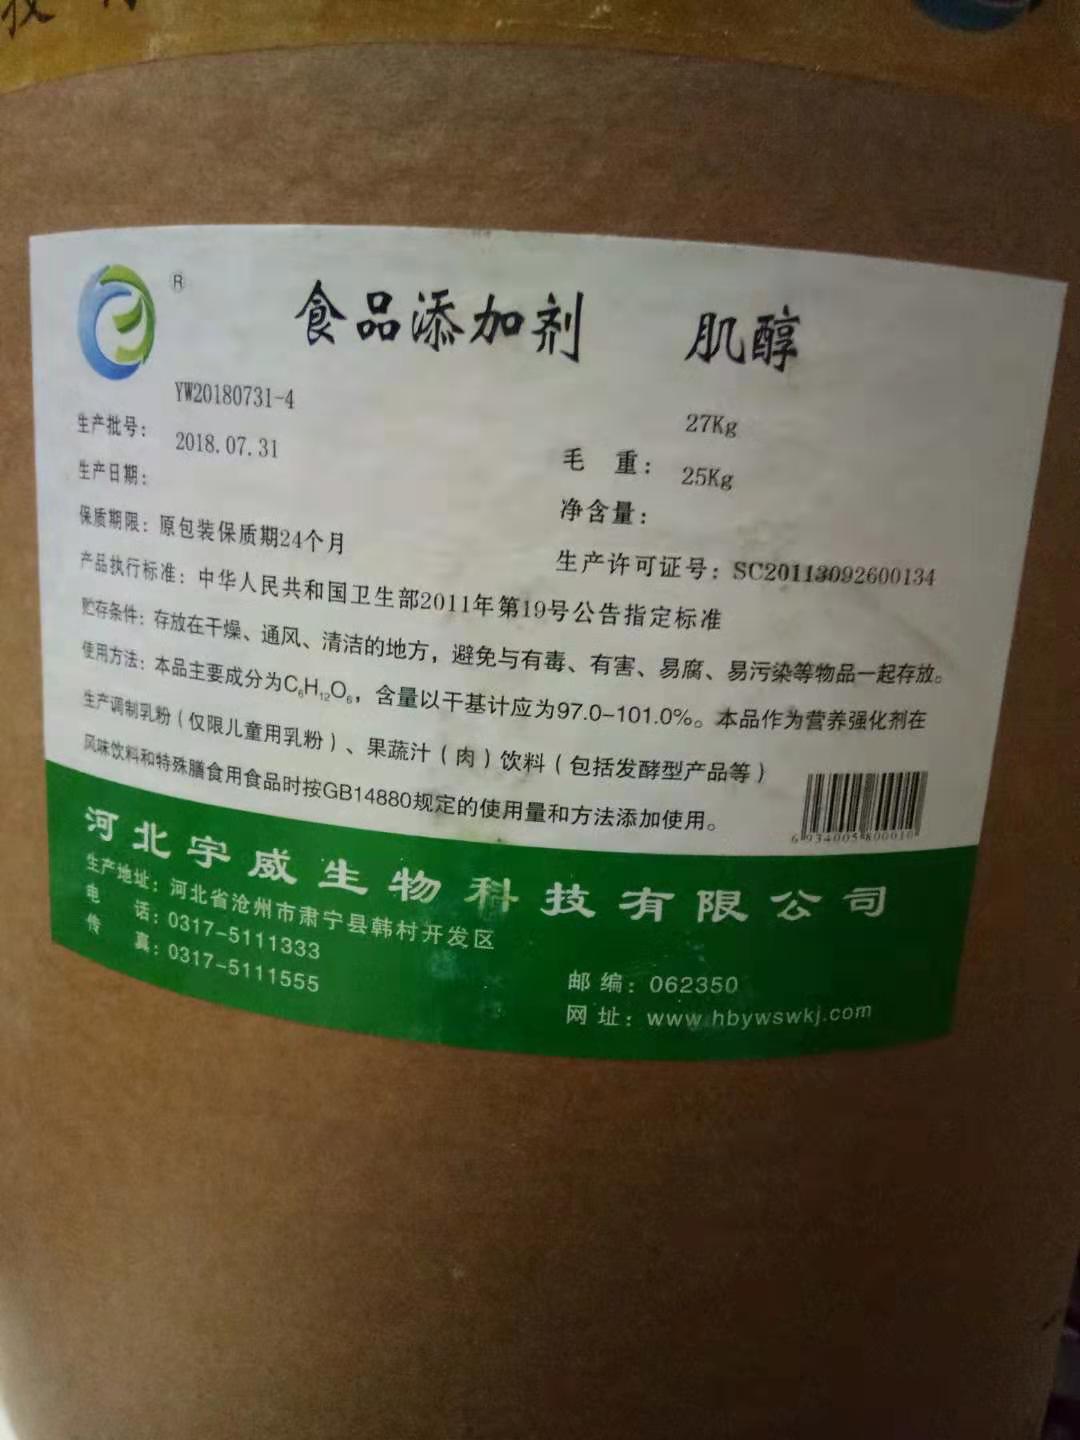 ®
食品添加剂 肌醇
YW20180731-4
生产批号：
2018.07.31
生产日期：
27Kg
毛 重：
25Kg
净含量：
保质期限：原包装保质期24个月
生产许可证号：SC20113092600134
产品执行标准：中华人民共和国卫生部2011年第19号公告指定标准
贮存条件：存放在干燥、通风、清洁的地方，避免与有毒、有害、易腐、易污染等物品一起存放。
使用方法：本品主要成分为C₆H₁₂O₆，含量以干基计应为97.0-101.0%。本品作为营养强化剂在
生产调制乳粉（仅限儿童用乳粉）、果蔬汁（肉）饮料（包括发酵型产品等）
风味饮料和特殊膳食用食品时按GB14880规定的使用量和方法添加使用。
6934005800010
河北宇威生物科技有限公司
生产地址：河北省沧州市肃宁县韩村开发区
电 话：0317-5111333
传 真：0317-5111555
邮 编：062350
网 址：www.hbywswkj.com